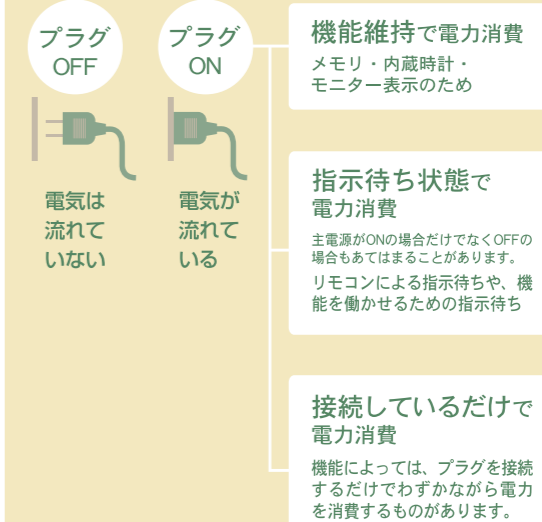 プラグ
OFF
電気は
流れて
いない
プラグ
ON
電気が
流れて
いる
機能維持で電力消費
メモリ・内蔵時計・
モニター表示のため
指示待ち状態で
電力消費
主電源がONの場合だけでなくOFFの
場合もあてはまることがあります。
リモコンによる指示待ちや、機
能を働かせるための指示待ち
接続しているだけで
電力消費
機能によっては、プラグを接続
するだけでわずかながら電力
を消費するものがあります。